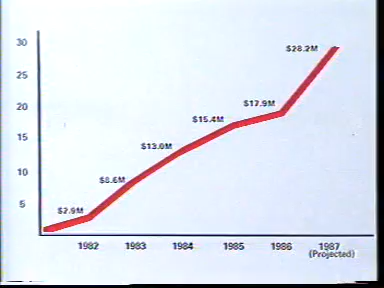 30
$28.2M
25
20
$17.9M
$15.4M
15
$13.0M
10
$8.6M
5
$2.9M
1982 1983 1984 1985 1986 1987
(Projected)